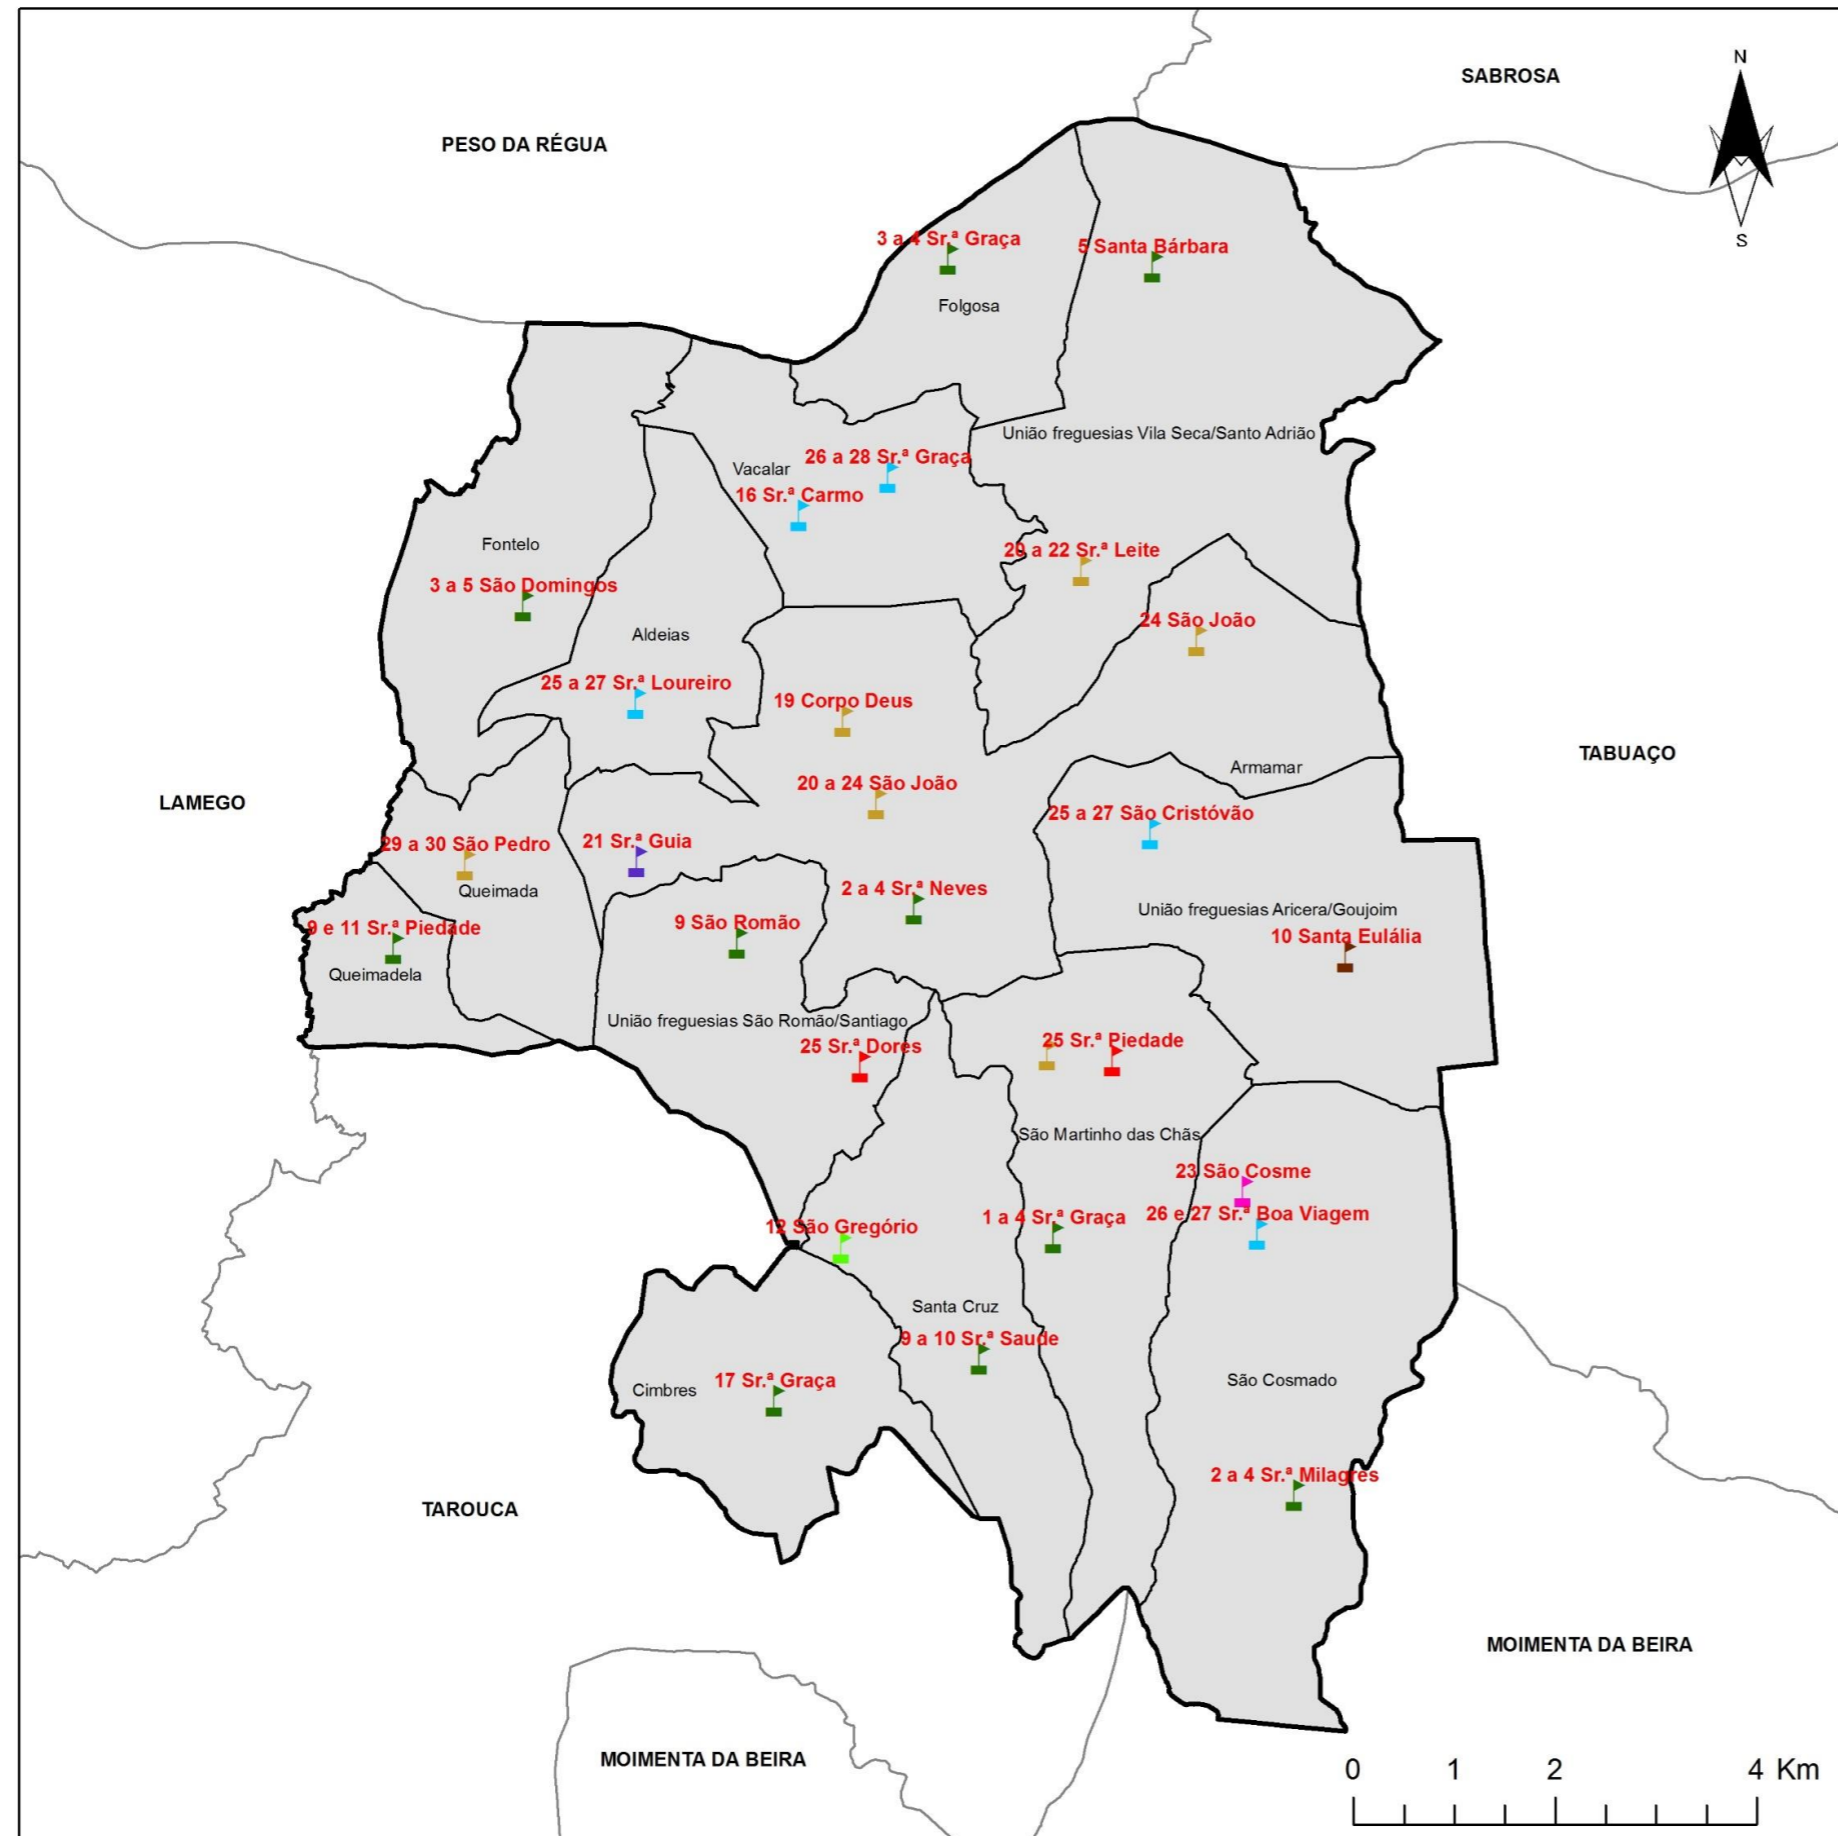 N
SABROSA
PESO DA RÉGUA
S
3 a 4 Sr.ª Graça
5 Santa Bárbara
Folgosa
União freguesias Vila Seca/Santo Adrião
26 a 28 Sr.ª Graça
Vacalar
16 Sr.ª Carmo
Fontelo
20 a 22 Sr.ª Leite
3 a 5 São Domingos
24 São João
Aldeias
25 a 27 Sr.ª Loureiro
19 Corpo Deus
TABUAÇO
Armamar
20 a 24 São João
LAMEGO
25 a 27 São Cristóvão
29 a 30 São Pedro
21 Sr.ª Guia
Queimada
2 a 4 Sr.ª Neves
União freguesias Aricera/Goujoim
9 e 11 Sr.ª Piedade
9 São Romão
10 Santa Eulália
Queimadela
União freguesias São Romão/Santiago
25 Sr.ª Dores
25 Sr.ª Piedade
São Martinho das Chãs
23 São Cosme
1 a 4 Sr.ª Graça
26 e 27 Sr.ª Boa Viagem
12 São Gregório
Santa Cruz
9 a 10 Sr.ª Saude
Cimbres
17 Sr.ª Graça
São Cosmado
2 a 4 Sr.ª Milagres
TAROUCA
MOIMENTA DA BEIRA
MOIMENTA DA BEIRA
0 1 2 4 Km